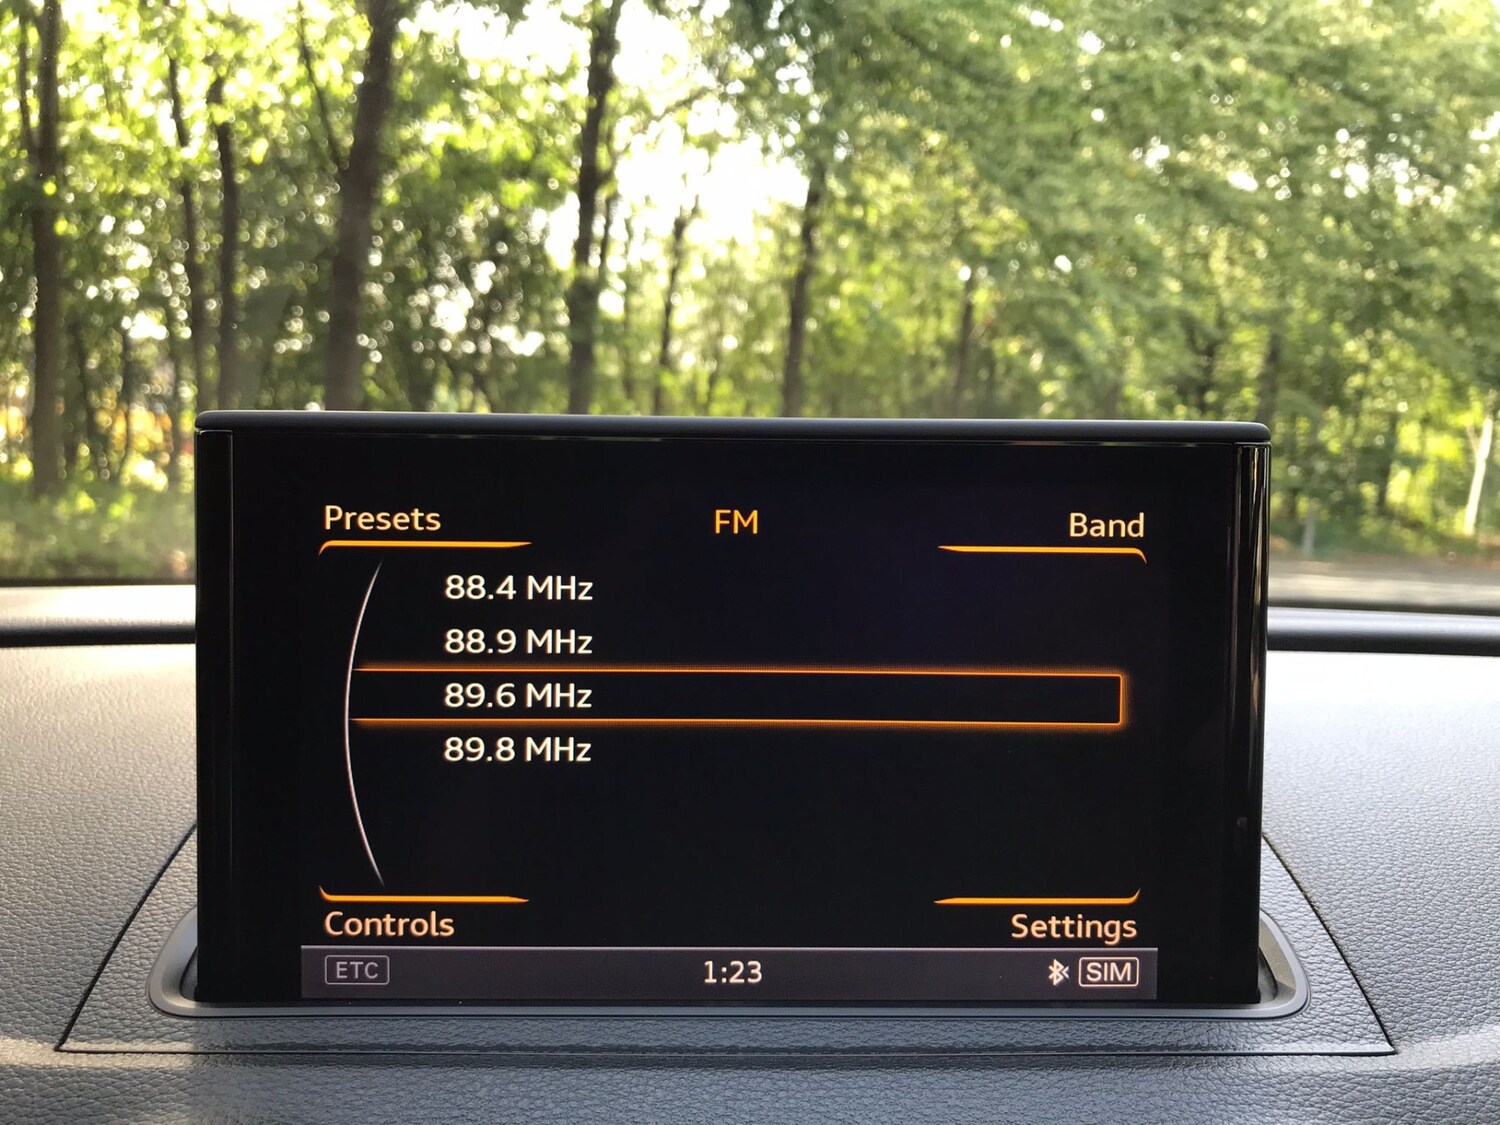 Presets FM Band
88.4 MHz
88.9 MHz
89.6 MHz
89.8 MHz
Controls Settings
ETC 1:23 SIM